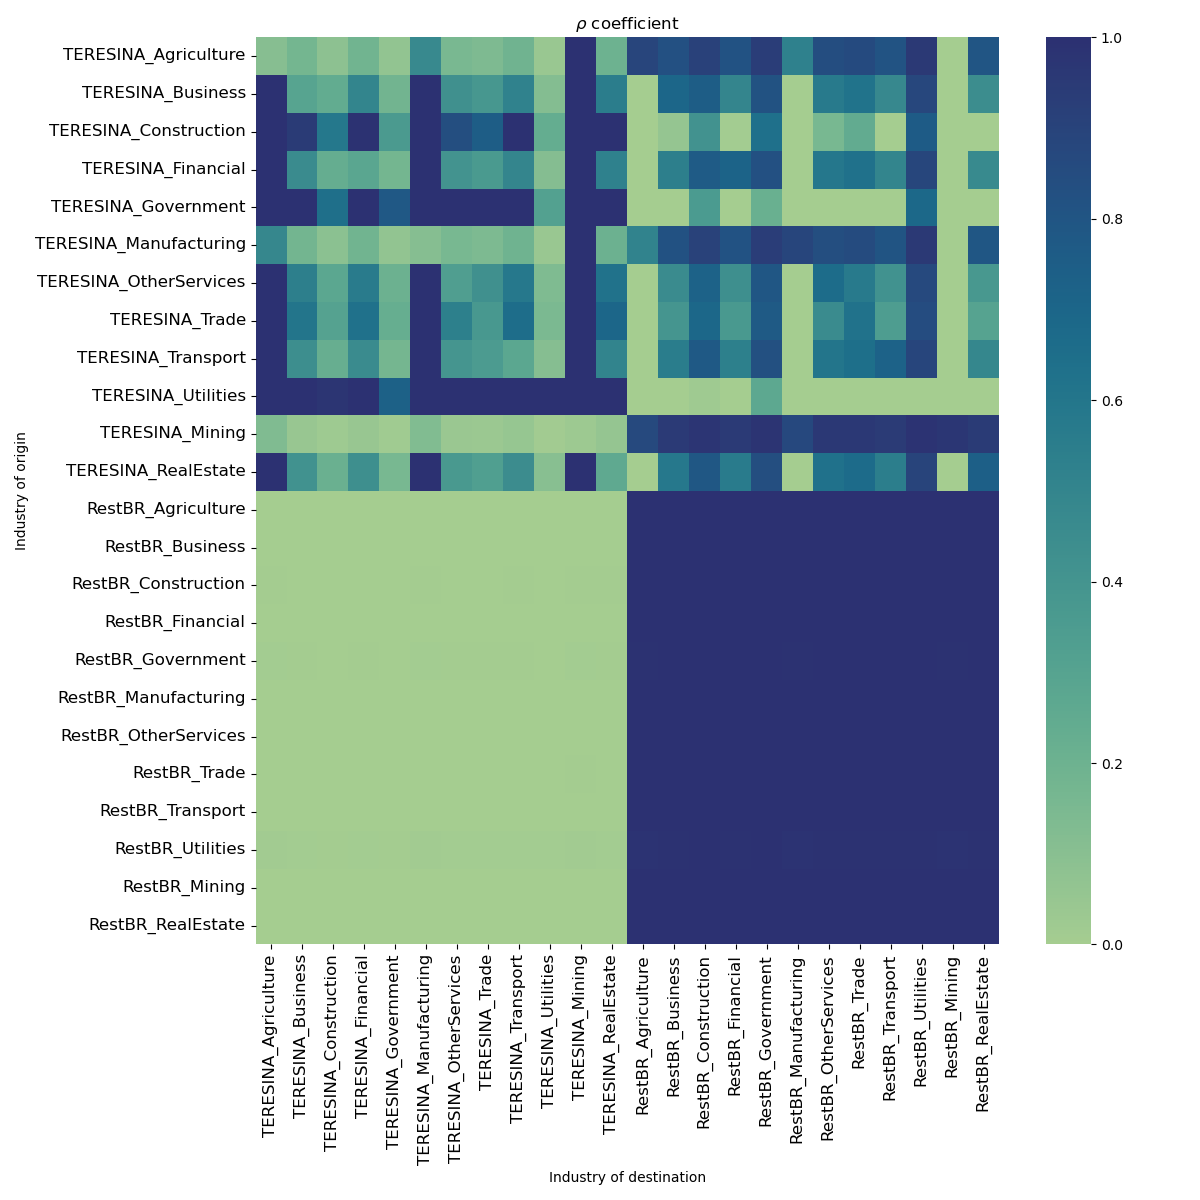 ρ coefficient
TERESINA_Agriculture
TERESINA_Business
TERESINA_Construction
TERESINA_Financial
TERESINA_Government
TERESINA_Manufacturing
TERESINA_OtherServices
TERESINA_Trade
TERESINA_Transport
TERESINA_Utilities
TERESINA_Mining
TERESINA_RealEstate
RestBR_Agriculture
RestBR_Business
RestBR_Construction
RestBR_Financial
RestBR_Government
RestBR_Manufacturing
RestBR_OtherServices
RestBR_Trade
RestBR_Transport
RestBR_Utilities
RestBR_Mining
RestBR_RealEstate
Industry of origin
TERESINA_Agriculture
TERESINA_Business
TERESINA_Construction
TERESINA_Financial
TERESINA_Government
TERESINA_Manufacturing
TERESINA_OtherServices
TERESINA_Trade
TERESINA_Transport
TERESINA_Utilities
TERESINA_Mining
TERESINA_RealEstate
RestBR_Agriculture
RestBR_Business
RestBR_Construction
RestBR_Financial
RestBR_Government
RestBR_Manufacturing
RestBR_OtherServices
RestBR_Trade
RestBR_Transport
RestBR_Utilities
RestBR_Mining
RestBR_RealEstate
Industry of destination
1.0
0.8
0.6
0.4
0.2
0.0